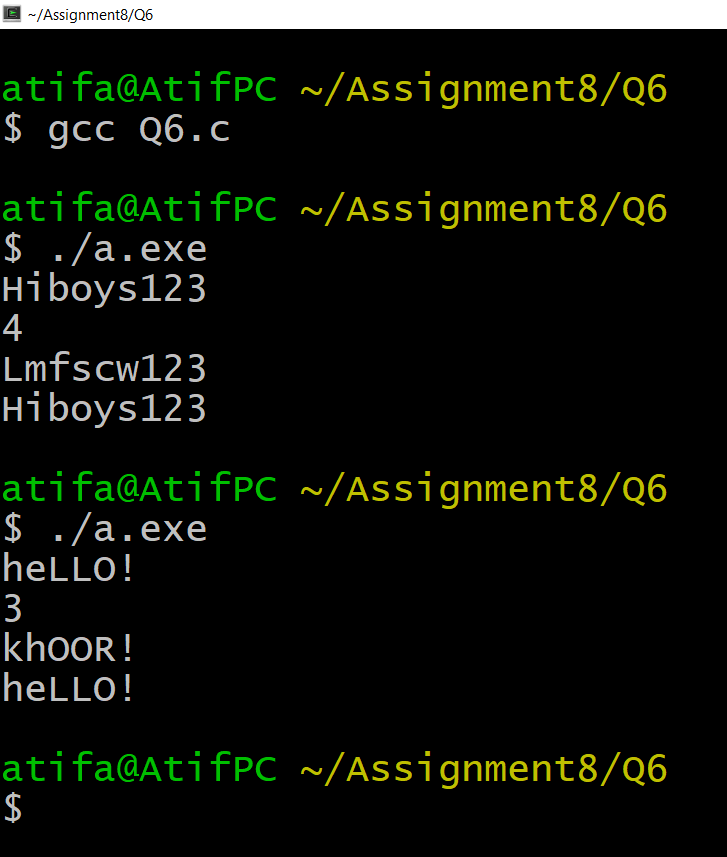 ~/Assignment8/Q6
atifa@AtifPC ~/Assignment8/Q6
$ gcc Q6.c
atifa@AtifPC ~/Assignment8/Q6
$ ./a.exe
Hiboys123
4
Lmfscw123
Hiboys123
atifa@AtifPC ~/Assignment8/Q6
$ ./a.exe
heLLO!
3
khOOR!
heLLO!
atifa@AtifPC ~/Assignment8/Q6
$